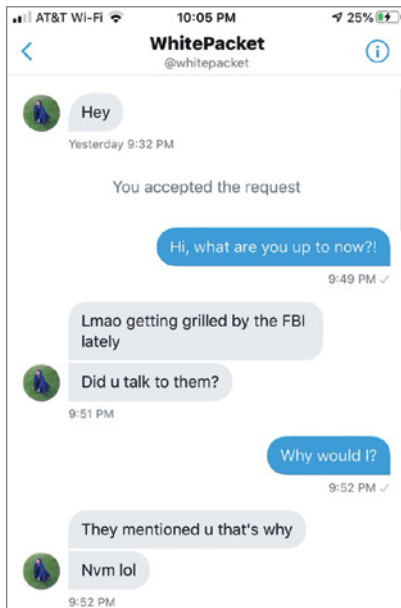 AT&T Wi-Fi 10:05 PM 25%
WhitePacket
@whitepacket
Hey
Yesterday 9:32 PM
You accepted the request
Hi, what are you up to now?!
9:49 PM ✓
Lmao getting grilled by the FBI
lately
Did u talk to them?
9:51 PM
Why would I?
9:52 PM ✓
They mentioned u that's why
Nvm lol
9:52 PM